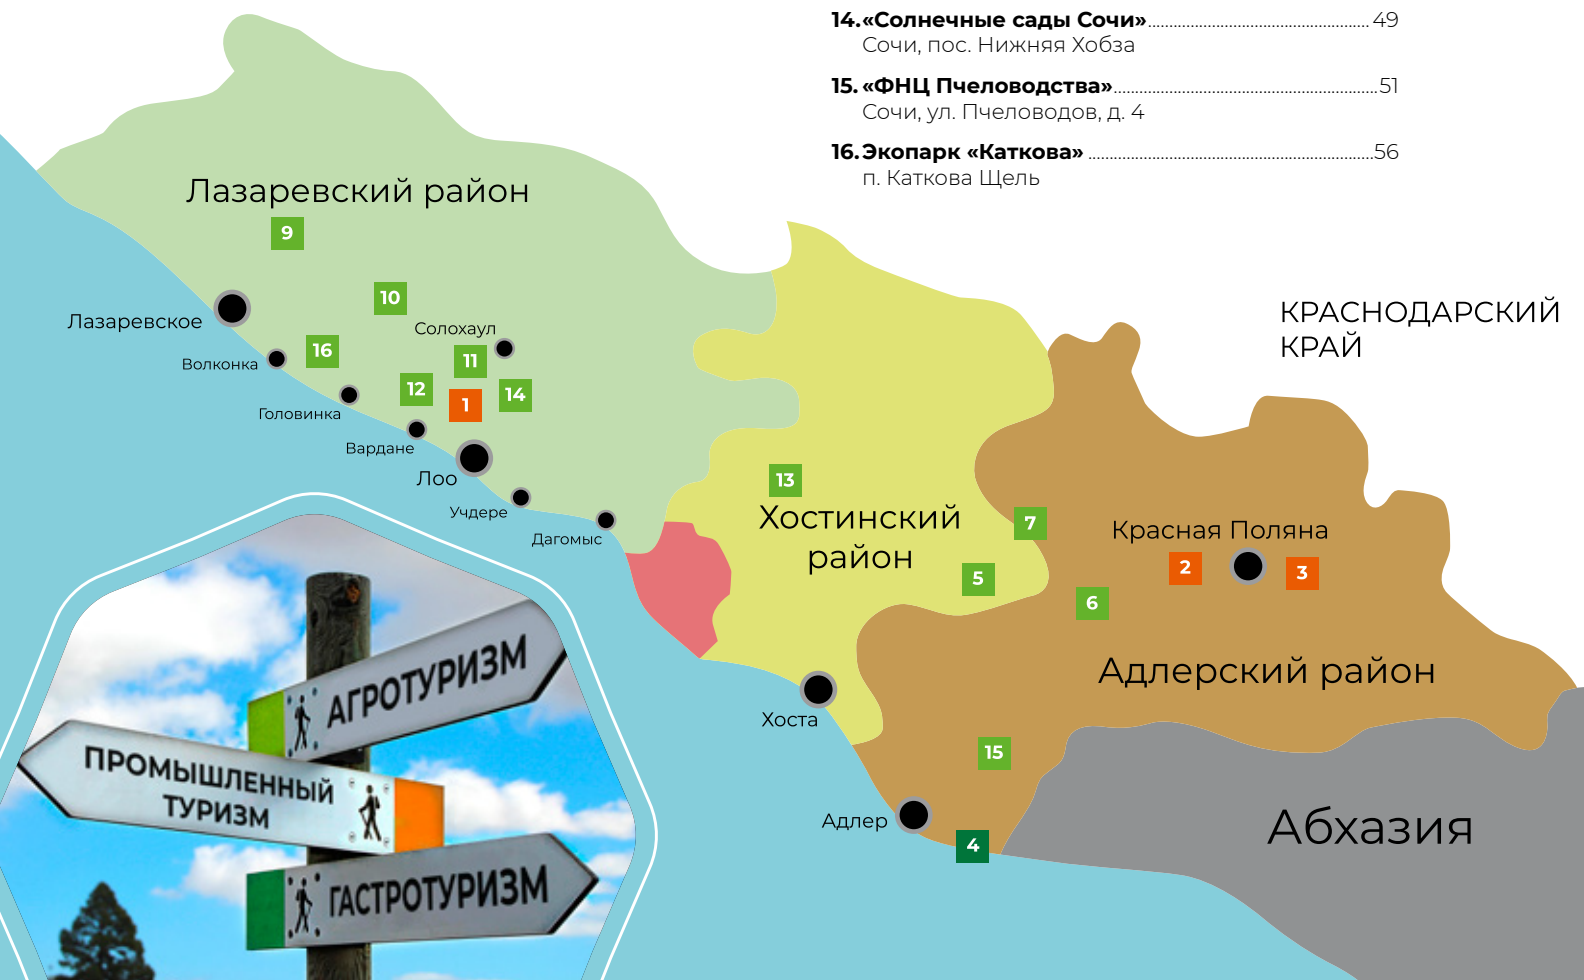 14. «Солнечные сады Сочи» 49
Сочи, пос. Нижняя Хобза
15. «ФНЦ Пчеловодства» 51
Сочи, ул. Пчеловодов, д. 4
16. Экопарк «Каткова» 56
п. Каткова Щель
Лазаревский район
9
10
Солохаул
Лазаревское
Волконка
16
11
12
1
14
Головинка
Вардане
Лоо
Учдере
Дагомыс
КРАСНОДАРСКИЙ
КРАЙ
13
Хостинский
район
7
5
Красная Поляна
2
3
6
Адлерский район
Хоста
15
Адлер
4
Абхазия
АГРОТУРИЗМ
ПРОМЫШЛЕННЫЙ
ТУРИЗМ
ГАСТРОТУРИЗМ